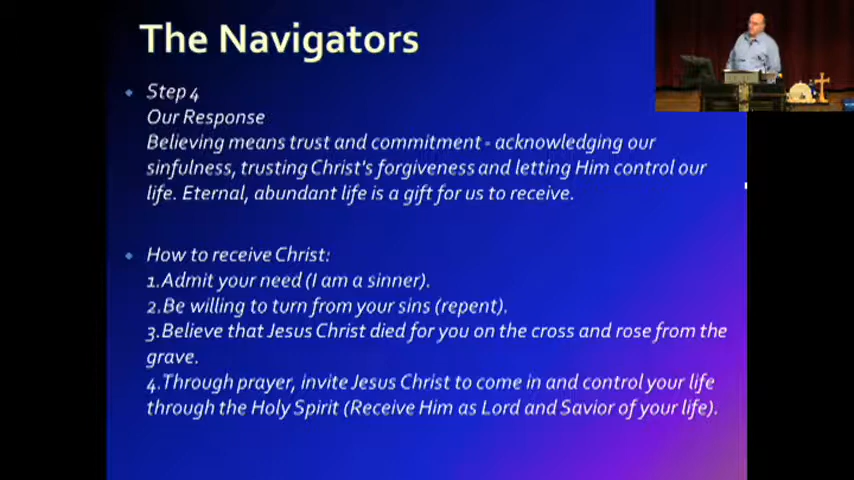 The Navigators
Step 4
Our Response
Believing means trust and commitment - acknowledging our
sinfulness, trusting Christ's forgiveness and letting Him control our
life. Eternal, abundant life is a gift for us to receive.
How to receive Christ:
1.Admit your need (I am a sinner).
2.Be willing to turn from your sins (repent).
3.Believe that Jesus Christ died for you on the cross and rose from the
grave.
4.Through prayer, invite Jesus Christ to come in and control your life
through the Holy Spirit (Receive Him as Lord and Savior of your life).